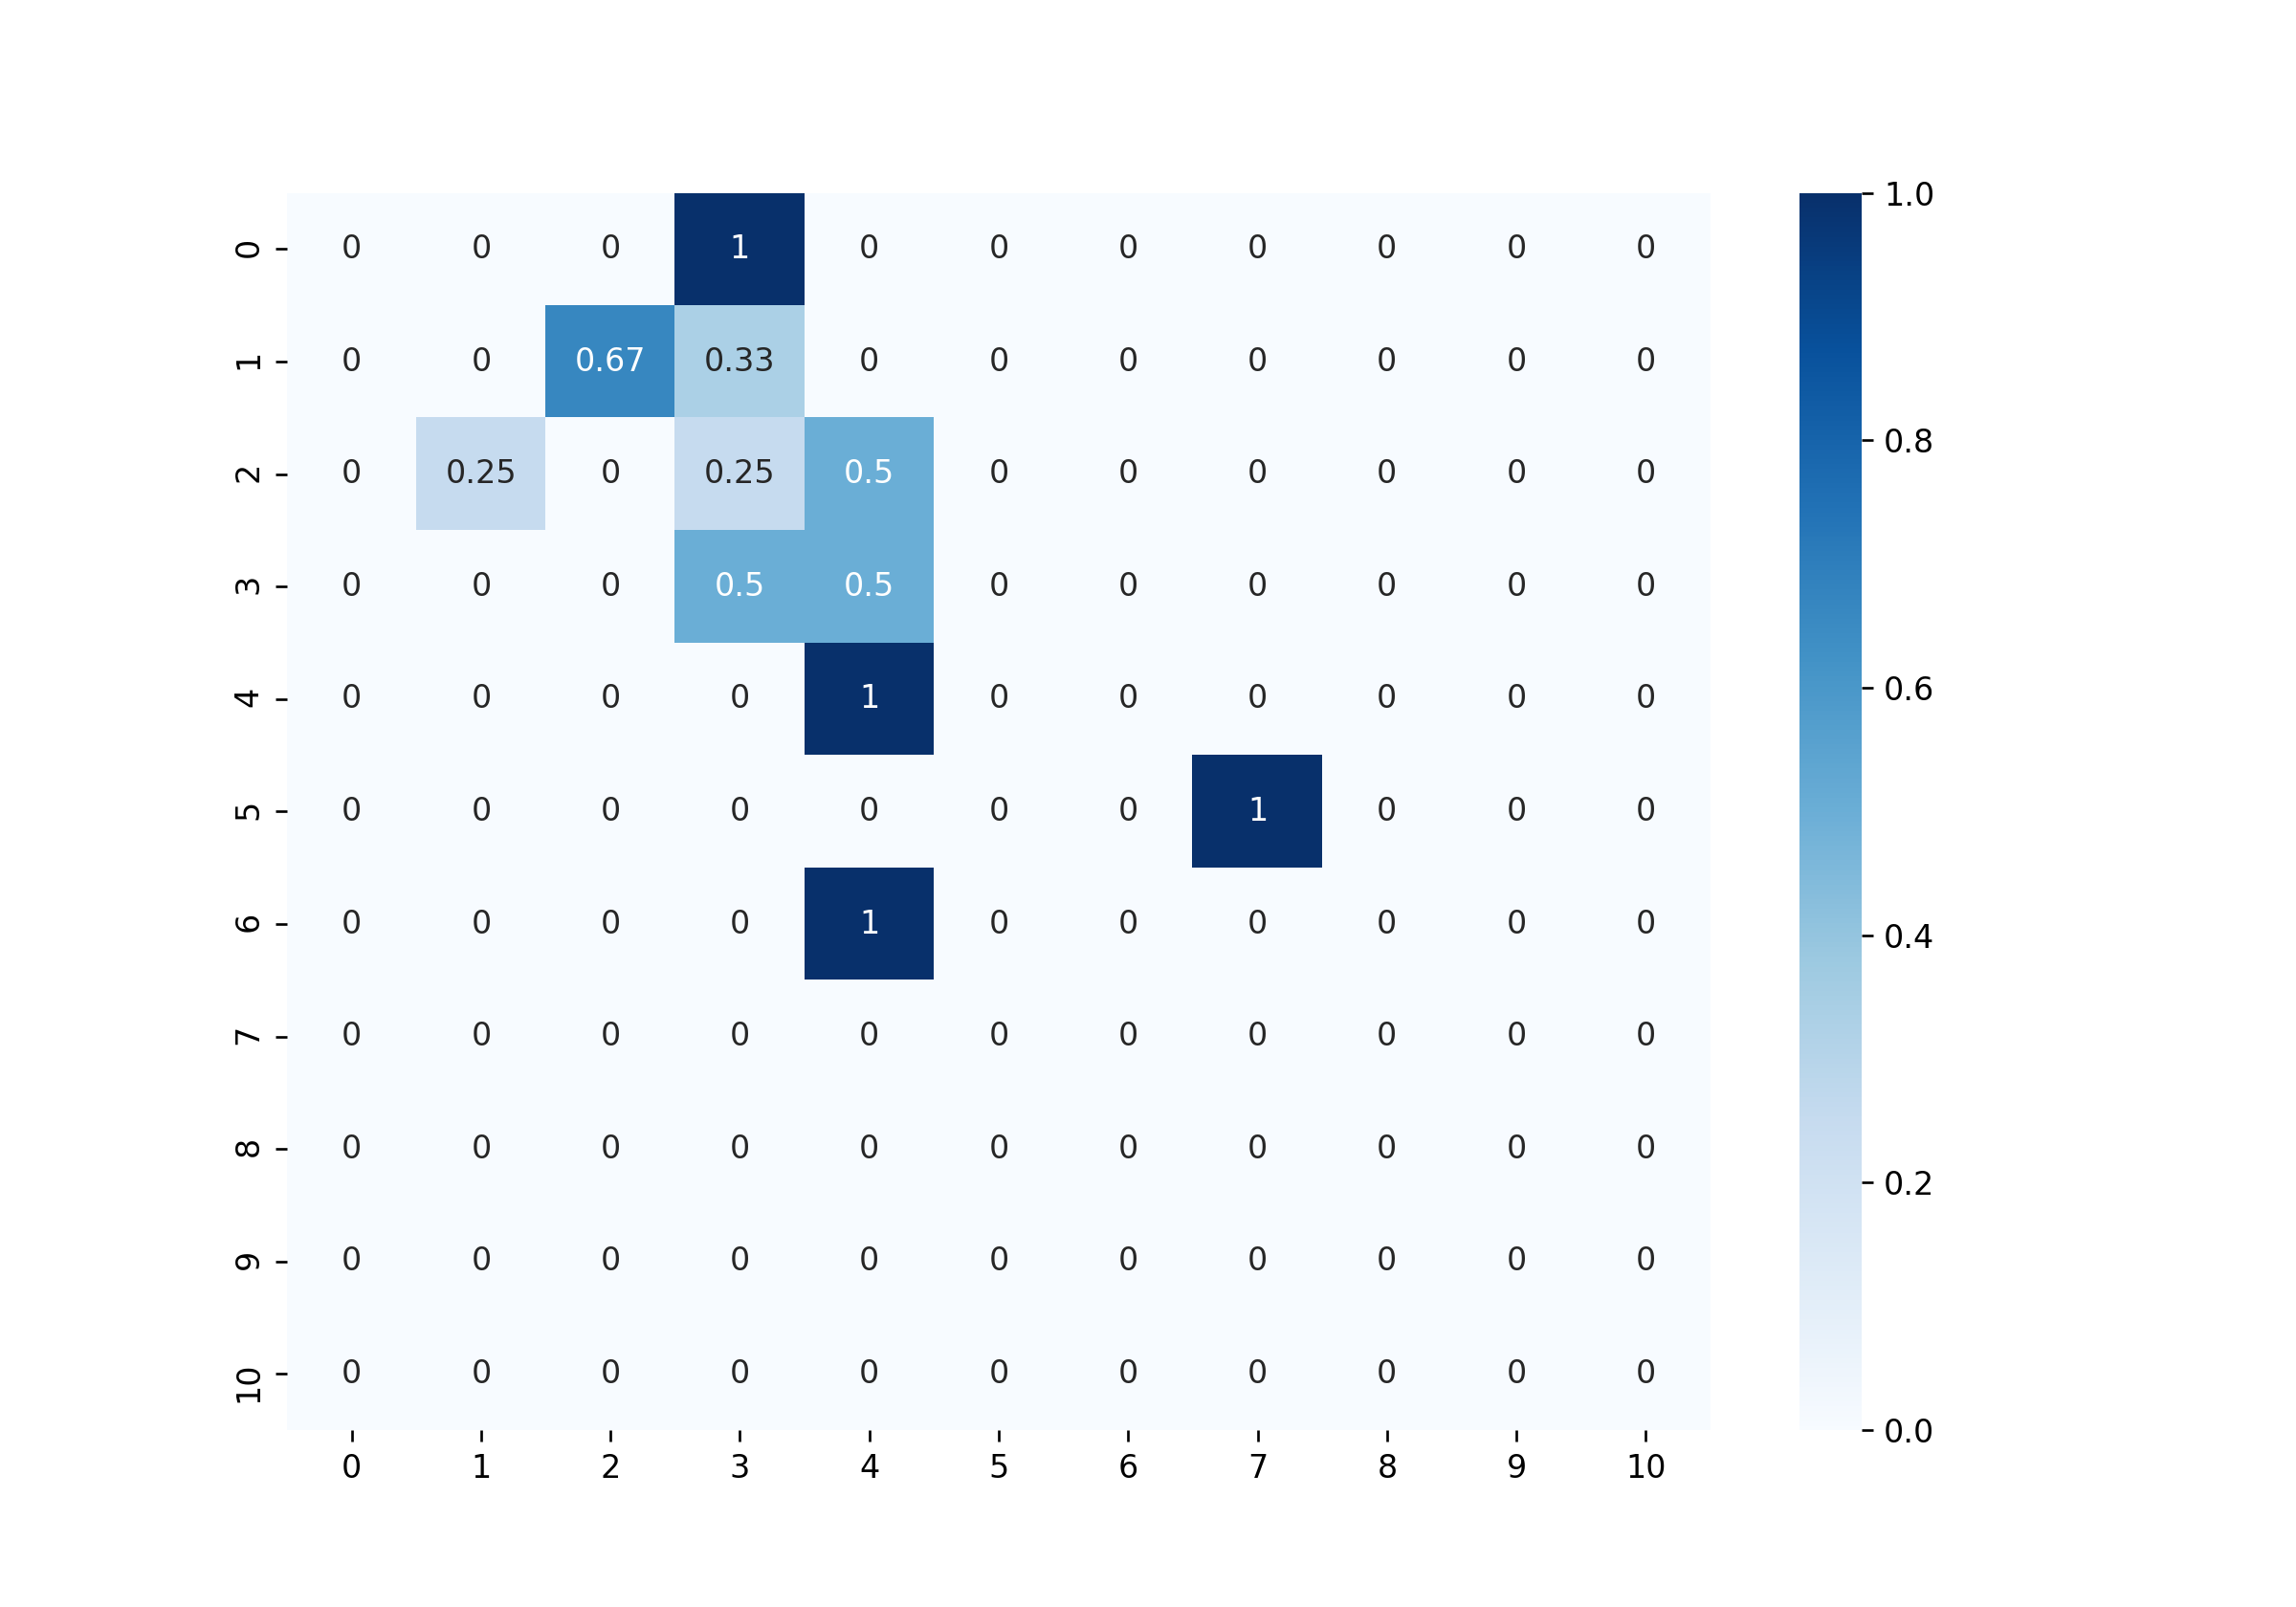 0 0 0 0 1 0 0 0 0 0 0 0
1 0 0 0.67 0.33 0 0 0 0 0 0 0
2 0 0.25 0 0.25 0.5 0 0 0 0 0 0
3 0 0 0 0.5 0.5 0 0 0 0 0 0
4 0 0 0 0 1 0 0 0 0 0 0
5 0 0 0 0 0 0 0 1 0 0 0
6 0 0 0 0 1 0 0 0 0 0 0
7 0 0 0 0 0 0 0 0 0 0 0
8 0 0 0 0 0 0 0 0 0 0 0
9 0 0 0 0 0 0 0 0 0 0 0
10 0 0 0 0 0 0 0 0 0 0 0
0 1 2 3 4 5 6 7 8 9 10
1.0
0.8
0.6
0.4
0.2
0.0